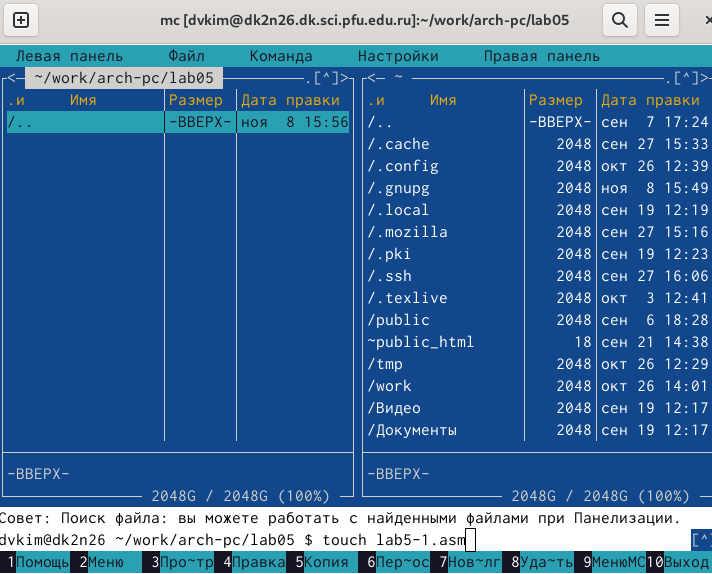 mc [dvkim@dk2n26.dk.sci.pfu.edu.ru]:~/work/arch-pc/lab05
Левая панель Файл Команда Настройки Правая панель
<─ ~/work/arch-pc/lab05 .[^]>
.и Имя Размер Дата правки
/.. -ВВЕРХ- ноя 8 15:56
-ВВЕРХ-
2048G / 2048G (100%)
<─ ~ .[^]>
.и Имя Размер Дата правки
/.. -ВВЕРХ- сен 7 17:24
/.cache 2048 сен 27 15:33
/.config 2048 окт 26 12:39
/.gnupg 2048 ноя 8 15:49
/.local 2048 сен 19 12:19
/.mozilla 2048 сен 27 15:16
/.pki 2048 сен 19 12:23
/.ssh 2048 сен 27 16:06
/.texlive 2048 окт 3 12:41
/public 2048 сен 6 18:28
~public_html 18 сен 21 14:38
/tmp 2048 окт 26 12:29
/work 2048 окт 26 14:01
/Видео 2048 сен 19 12:17
/Документы 2048 сен 19 12:17
-ВВЕРХ-
2048G / 2048G (100%)
Совет: Поиск файла: вы можете работать с найденными файлами при Панелизации.
dvkim@dk2n26 ~/work/arch-pc/lab05 $ touch lab5-1.asm [^]
1Помощь 2Меню 3Про~тр 4Правка 5Копия 6Пер~ос 7Нов~лг 8Уда~ть 9МенюМС 10Выход